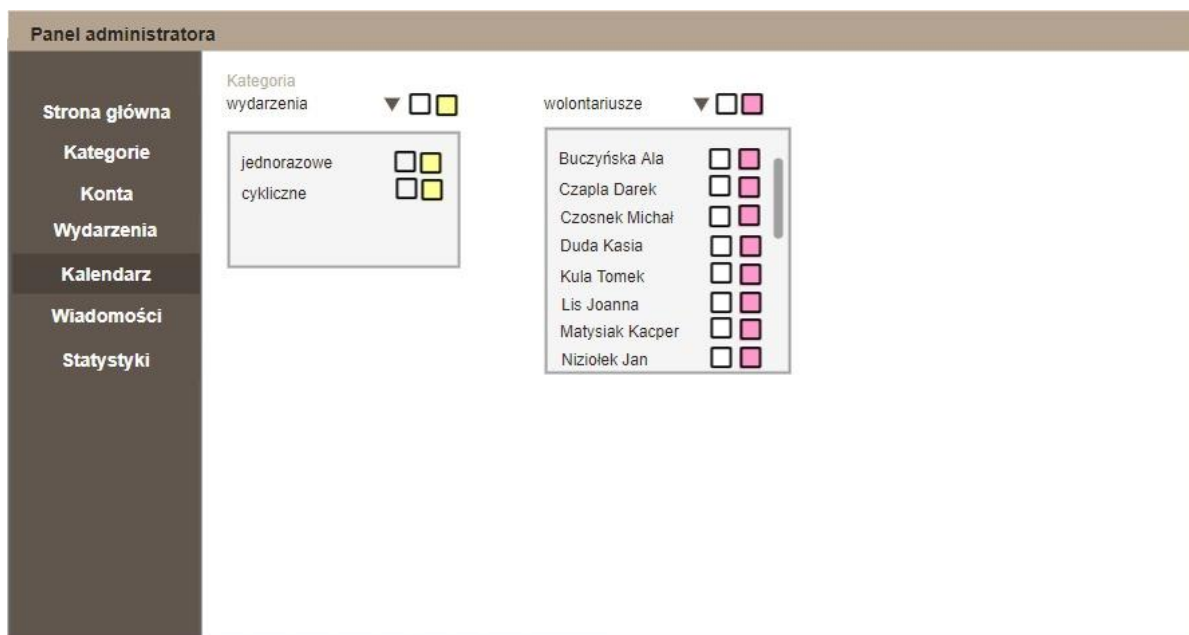 Panel administratora
Strona główna
Kategorie
Konta
Wydarzenia
Kalendarz
Wiadomości
Statystyki
Kategoria
wydarzenia
jednorazowe
cykliczne
wolontariusze
Buczyńska Ala
Czapla Darek
Czosnek Michał
Duda Kasia
Kula Tomek
Lis Joanna
Matysiak Kacper
Niziołek Jan